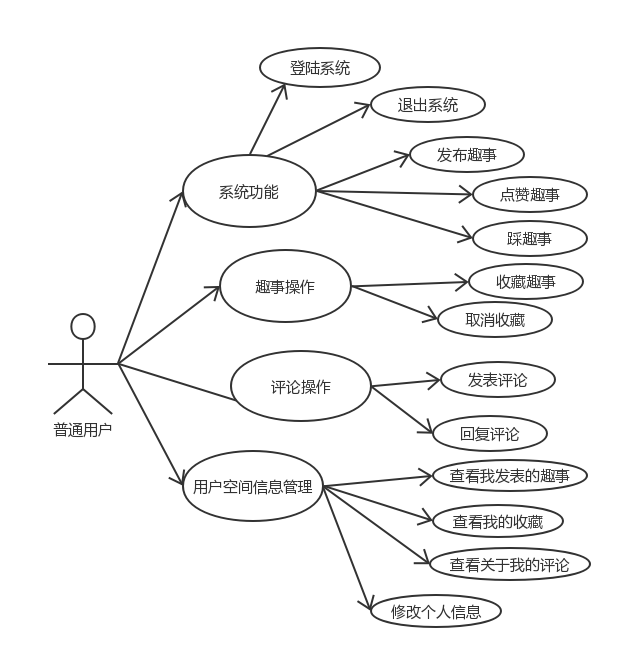 登陆系统
退出系统
发布趣事
系统功能
点赞趣事
踩趣事
趣事操作
收藏趣事
取消收藏
评论操作
发表评论
普通用户
回复评论
用户空间信息管理
查看我发表的趣事
查看我的收藏
查看关于我的评论
修改个人信息